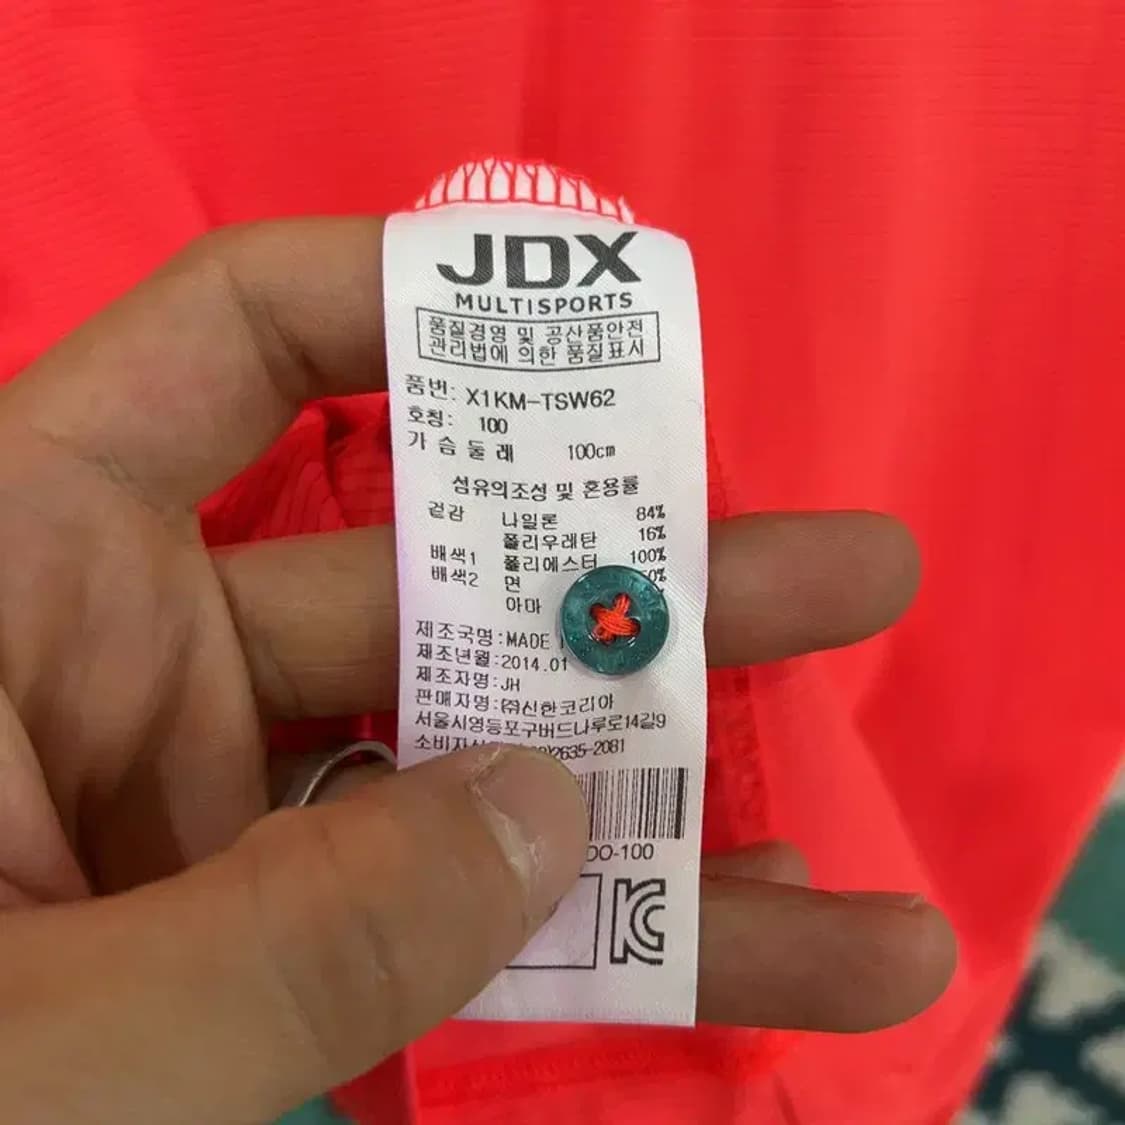 JDX
MULTISPORTS
품질경영 및 공산품안전
관리법에 의한 품질표시
품번: X1KM-TSW62
호칭: 100
가슴둘레 100cm
섬유의조성 및 혼용률
겉감 나일론 84%
폴리우레탄 16%
배색1 폴리에스터 100%
배색2 면
아마
제조국명:MADE
제조년월:2014.01
제조자명:JH
판매자명:㈜신한코리아
서울시영등포구버드나루로14길9
2635-2081
DO-100
KC